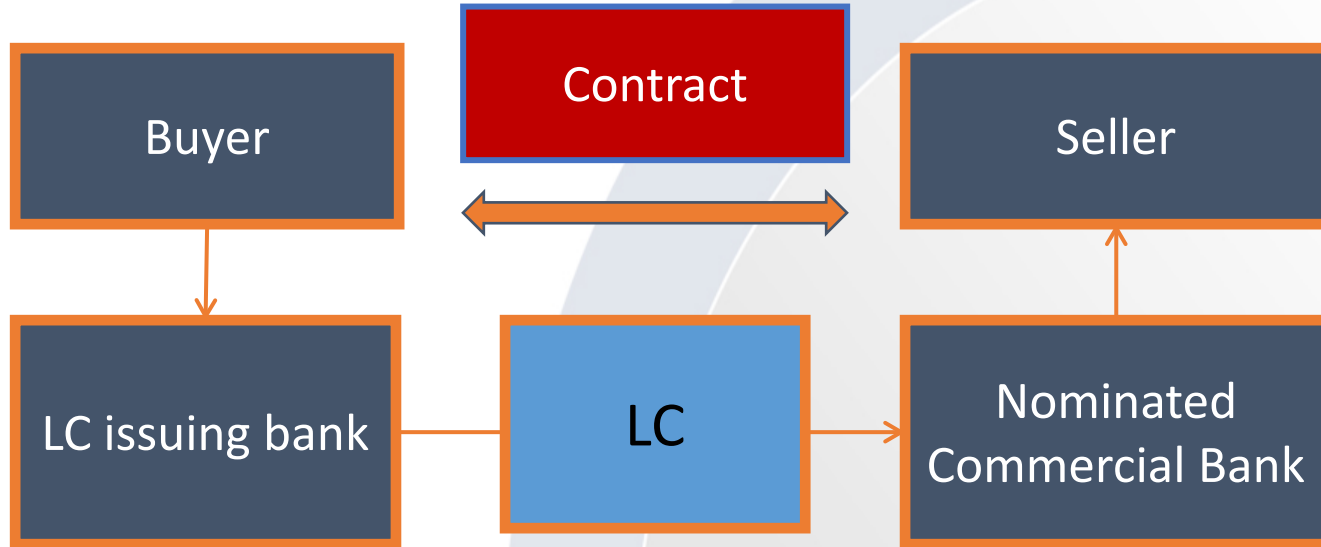 Contract
Buyer
Seller
LC issuing bank
LC
Nominated
Commercial Bank